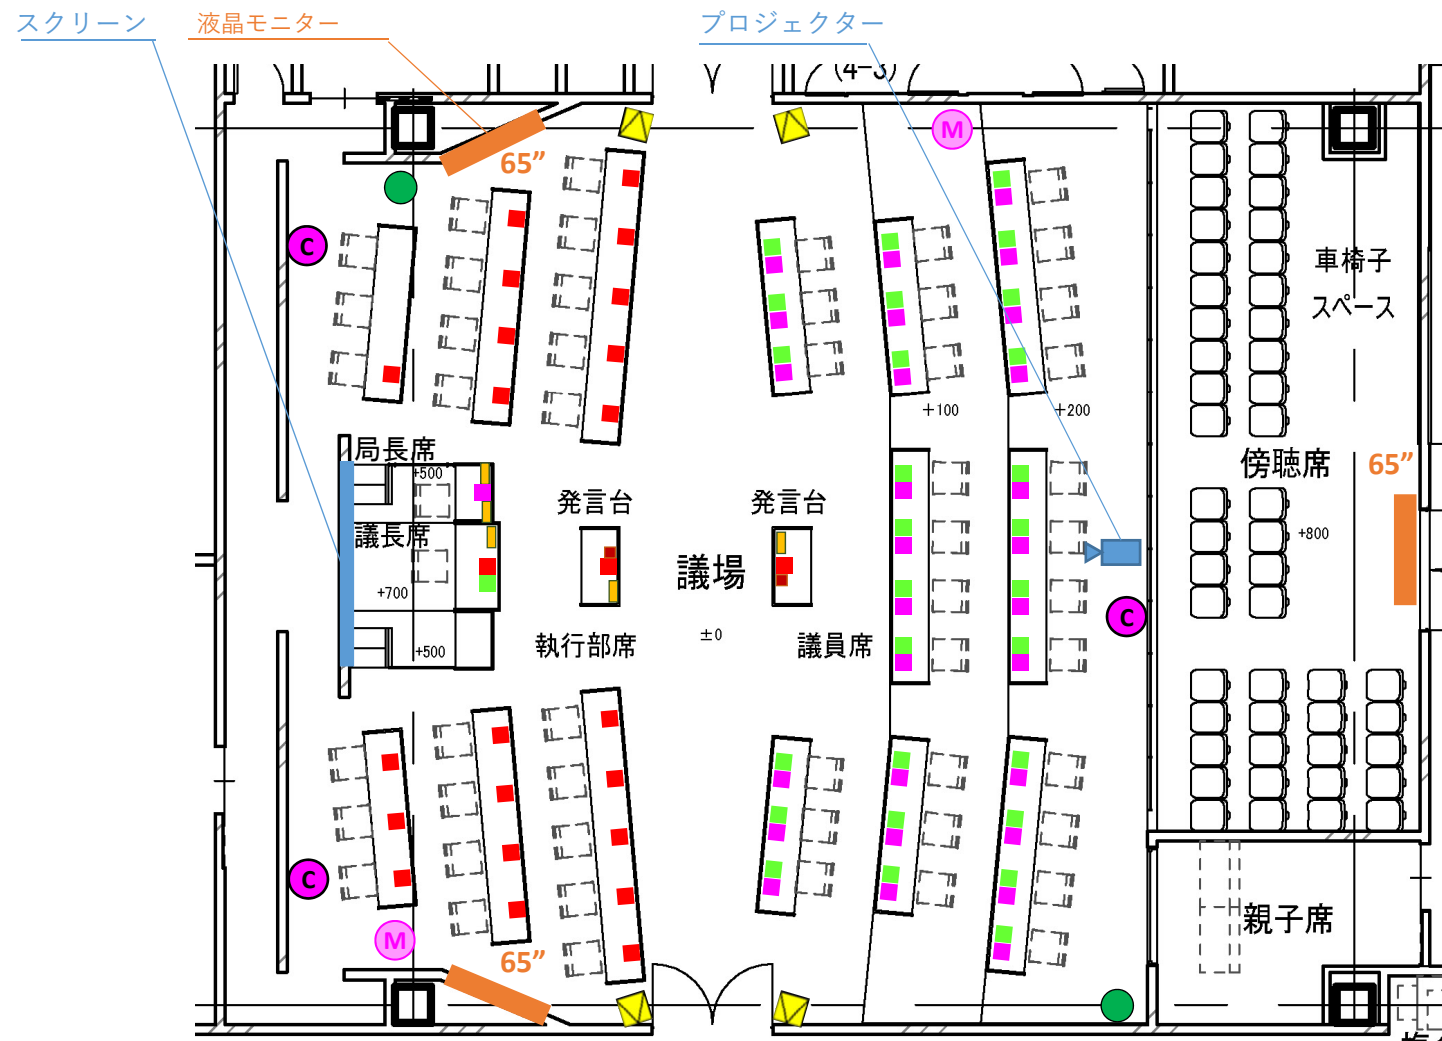 スクリーン
液晶モニター
プロジェクター
(4-3)
M
65”
C
車椅子
スペース
+100
+200
局長席
+500
傍聴席
65”
発言台
発言台
議長席
+800
議場
+700
±0
執行部席
議員席
+500
C
C
親子席
M
65”